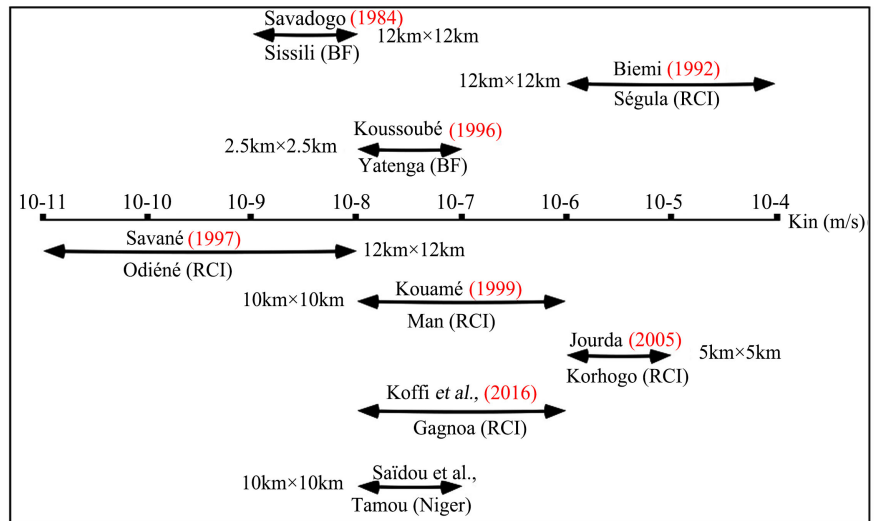 Savadogo (1984)
12km×12km
Sissili (BF)
Biemi (1992)
12km×12km
Ségula (RCI)
Koussoubé (1996)
2.5km×2.5km
Yatenga (BF)
10-11 10-10 10-9 10-8 10-7 10-6 10-5 10-4
Kin (m/s)
Savané (1997)
12km×12km
Odiéné (RCI)
Kouamé (1999)
10km×10km
Man (RCI)
Jourda (2005)
5km×5km
Korhogo (RCI)
Koffi et al., (2016)
Gagnoa (RCI)
Saïdou et al.,
10km×10km
Tamou (Niger)